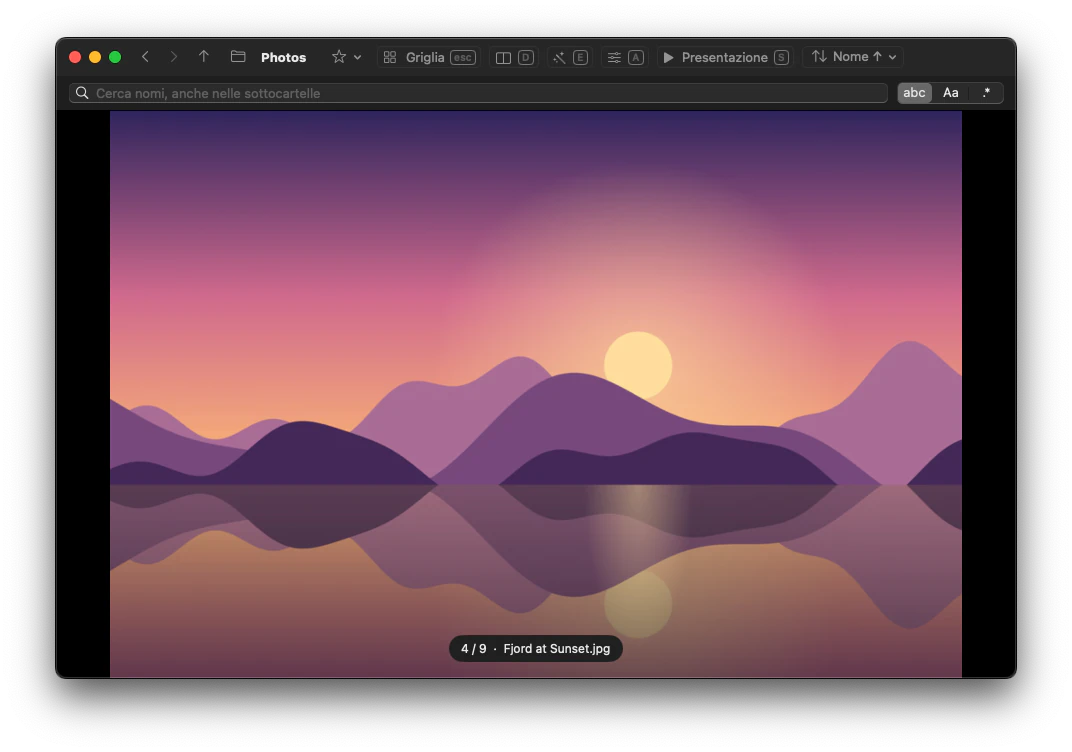 Photos
Griglia esc
D
E
A
Presentazione S
Nome ↑
Cerca nomi, anche nelle sottocartelle
abc Aa .*
4 / 9 · Fjord at Sunset.jpg